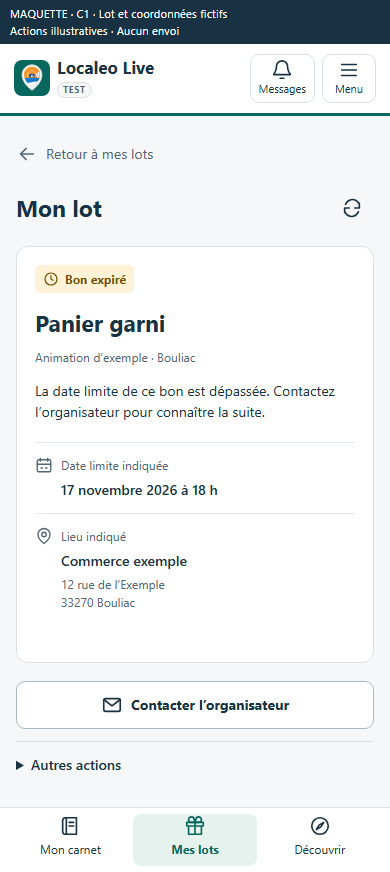 MAQUETTE · C1 · Lot et coordonnées fictifs
Actions illustratives · Aucun envoi
Localeo Live
TEST
Messages
Menu
Retour à mes lots
Mon lot
Bon expiré
Panier garni
Animation d’exemple · Bouliac
La date limite de ce bon est dépassée. Contactez
l’organisateur pour connaître la suite.
Date limite indiquée
17 novembre 2026 à 18 h
Lieu indiqué
Commerce exemple
12 rue de l’Exemple
33270 Bouliac
Contacter l’organisateur
Autres actions
Mon carnet
Mes lots
Découvrir